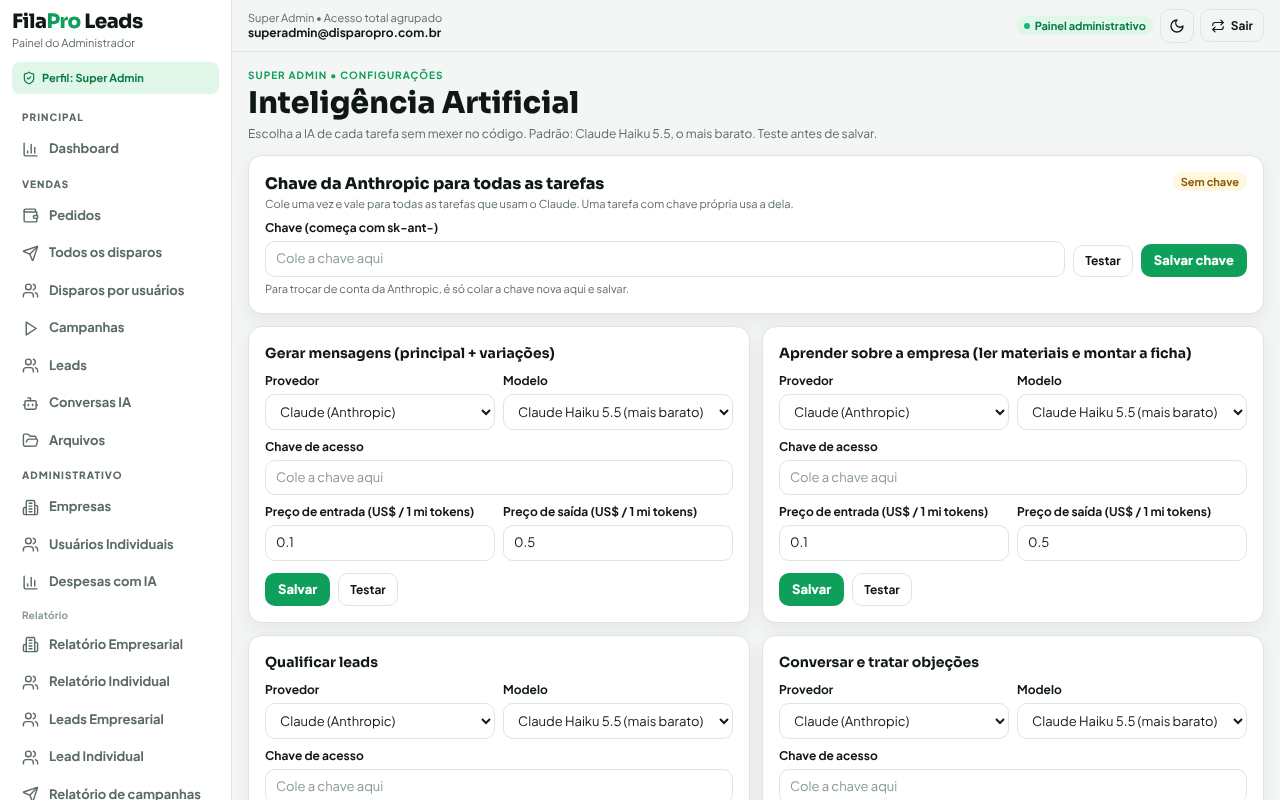 FilaPro Leads
Painel do Administrador
Perfil: Super Admin
PRINCIPAL
Dashboard
VENDAS
Pedidos
Todos os disparos
Disparos por usuários
Campanhas
Leads
Conversas IA
Arquivos
ADMINISTRATIVO
Empresas
Usuários Individuais
Despesas com IA
Relatório
Relatório Empresarial
Relatório Individual
Leads Empresarial
Lead Individual
Relatório de campanhas
Super Admin • Acesso total agrupado
superadmin@disparopro.com.br
Painel administrativo
Sair
SUPER ADMIN • CONFIGURAÇÕES
Inteligência Artificial
Escolha a IA de cada tarefa sem mexer no código. Padrão: Claude Haiku 5.5, o mais barato. Teste antes de salvar.
Chave da Anthropic para todas as tarefas
Sem chave
Cole uma vez e vale para todas as tarefas que usam o Claude. Uma tarefa com chave própria usa a dela.
Chave (começa com sk-ant-)
Cole a chave aqui
Testar
Salvar chave
Para trocar de conta da Anthropic, é só colar a chave nova aqui e salvar.
Gerar mensagens (principal + variações)
Provedor
Modelo
Claude (Anthropic)
Claude Haiku 5.5 (mais barato)
Chave de acesso
Cole a chave aqui
Preço de entrada (US$ / 1 mi tokens)
Preço de saída (US$ / 1 mi tokens)
0.1
0.5
Salvar
Testar
Aprender sobre a empresa (ler materiais e montar a ficha)
Provedor
Modelo
Claude (Anthropic)
Claude Haiku 5.5 (mais barato)
Chave de acesso
Cole a chave aqui
Preço de entrada (US$ / 1 mi tokens)
Preço de saída (US$ / 1 mi tokens)
0.1
0.5
Salvar
Testar
Qualificar leads
Provedor
Modelo
Claude (Anthropic)
Claude Haiku 5.5 (mais barato)
Chave de acesso
Cole a chave aqui
Conversar e tratar objeções
Provedor
Modelo
Claude (Anthropic)
Claude Haiku 5.5 (mais barato)
Chave de acesso
Cole a chave aqui